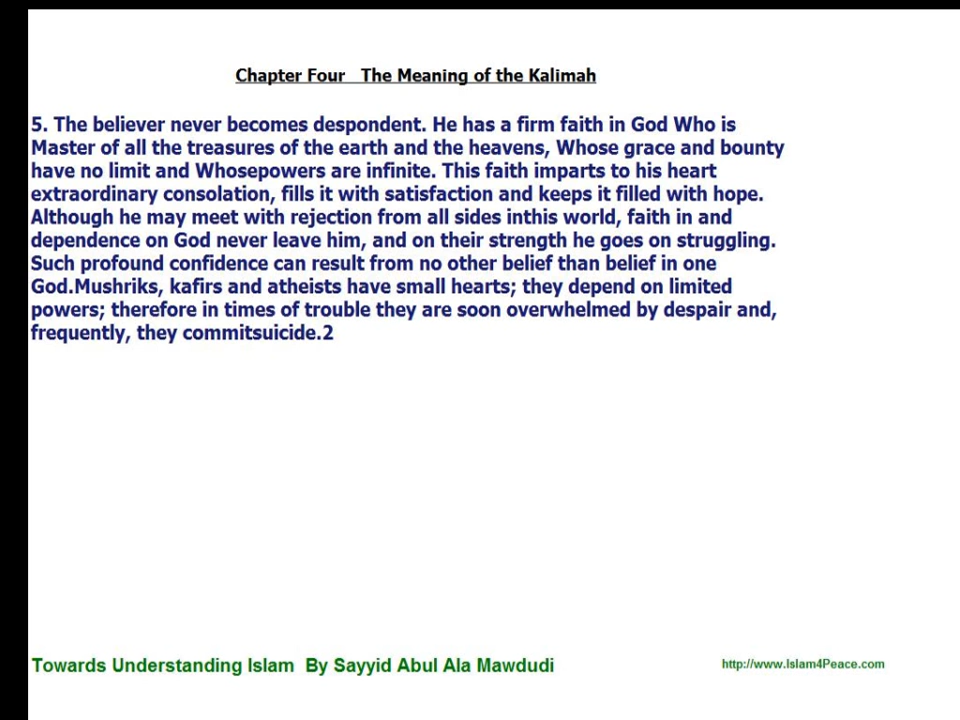 Chapter Four   The Meaning of the Kalimah
5. The believer never becomes despondent. He has a firm faith in God Who is
Master of all the treasures of the earth and the heavens, Whose grace and bounty
have no limit and Whosepowers are infinite. This faith imparts to his heart
extraordinary consolation, fills it with satisfaction and keeps it filled with hope.
Although he may meet with rejection from all sides inthis world, faith in and
dependence on God never leave him, and on their strength he goes on struggling.
Such profound confidence can result from no other belief than belief in one
God.Mushriks, kafirs and atheists have small hearts; they depend on limited
powers; therefore in times of trouble they are soon overwhelmed by despair and,
frequently, they commitsuicide.2
Towards Understanding Islam  By Sayyid Abul Ala Mawdudi
http://www.Islam4Peace.com